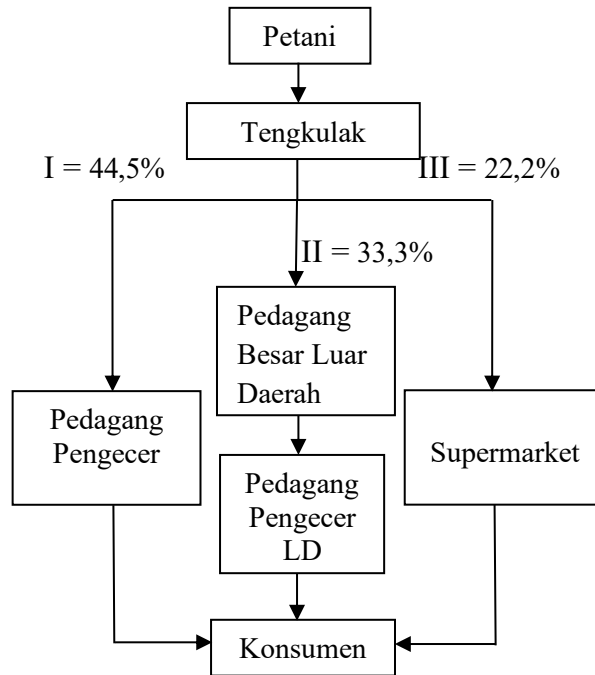 Petani
Tengkulak
I = 44,5%
III = 22,2%
II = 33,3%
Pedagang
Besar Luar
Daerah
Pedagang
Pengecer
Supermarket
Pedagang
Pengecer
LD
Konsumen